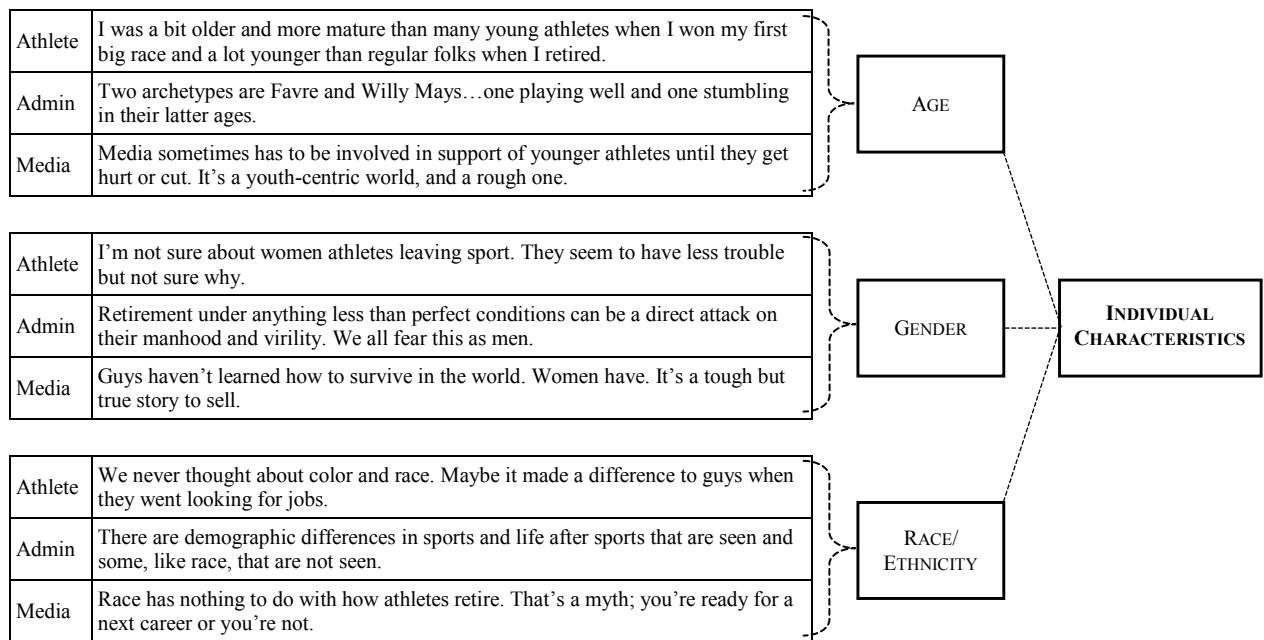 Athlete
I was a bit older and more mature than many young athletes when I won my first
big race and a lot younger than regular folks when I retired.
Admin
Two archetypes are Favre and Willy Mays…one playing well and one stumbling
in their latter ages.
Media
Media sometimes has to be involved in support of younger athletes until they get
hurt or cut. It’s a youth-centric world, and a rough one.
AGE
Athlete
I’m not sure about women athletes leaving sport. They seem to have less trouble
but not sure why.
Admin
Retirement under anything less than perfect conditions can be a direct attack on
their manhood and virility. We all fear this as men.
Media
Guys haven’t learned how to survive in the world. Women have. It’s a tough but
true story to sell.
GENDER
INDIVIDUAL
CHARACTERISTICS
Athlete
We never thought about color and race. Maybe it made a difference to guys when
they went looking for jobs.
Admin
There are demographic differences in sports and life after sports that are seen and
some, like race, that are not seen.
Media
Race has nothing to do with how athletes retire. That’s a myth; you’re ready for a
next career or you’re not.
RACE/
ETHNICITY